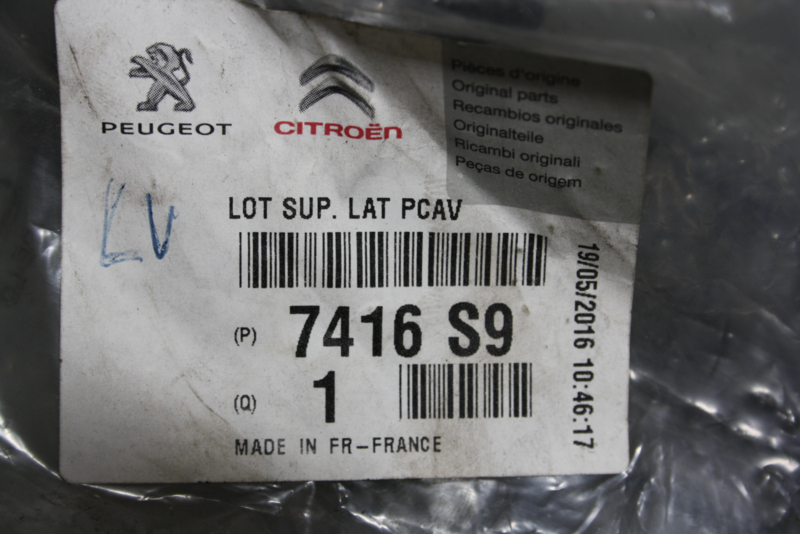 PEUGEOT
CITROËN
Pièces d'origine
Original parts
Recambios originales
Originalteile
Ricambi originali
Peças de origem
LV
LOT SUP. LAT PCAV
(P) 7416 S9
(Q) 1
MADE IN FR-FRANCE
19/05/2016 10:46:17